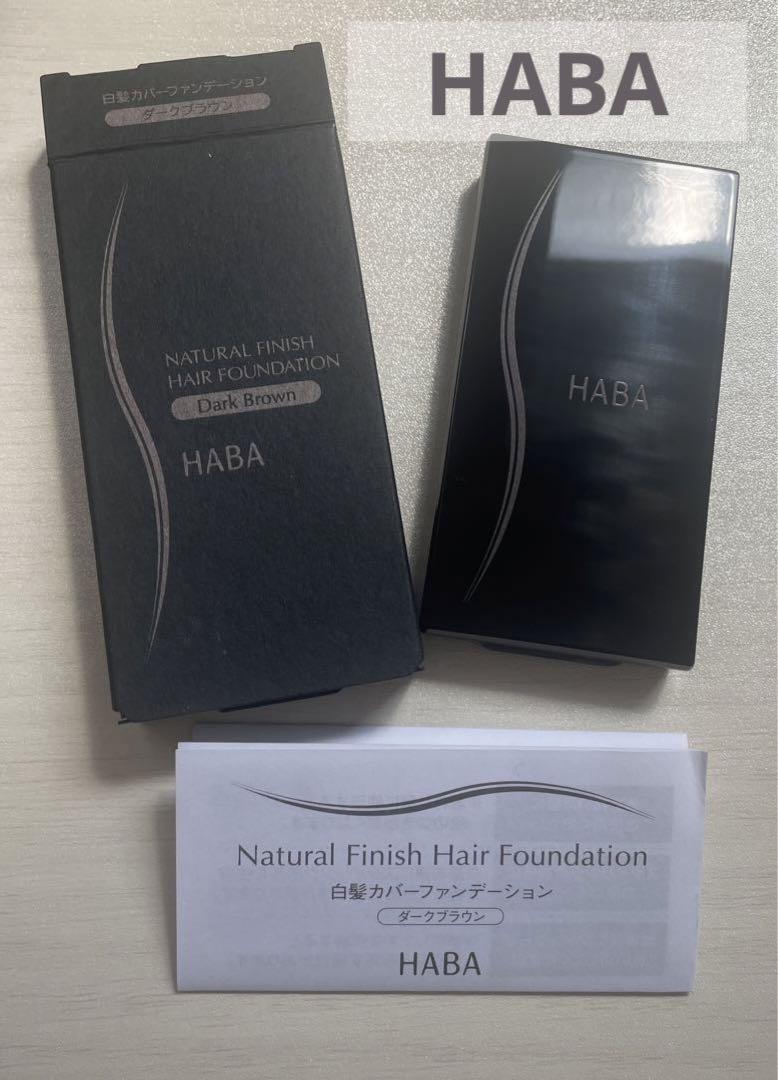 HABA
白髪カバーファンデーション
ダークブラウン
NATURAL FINISH
HAIR FOUNDATION
Dark Brown
HABA
HABA
Natural Finish Hair Foundation
白髪カバーファンデーション
ダークブラウン
HABA